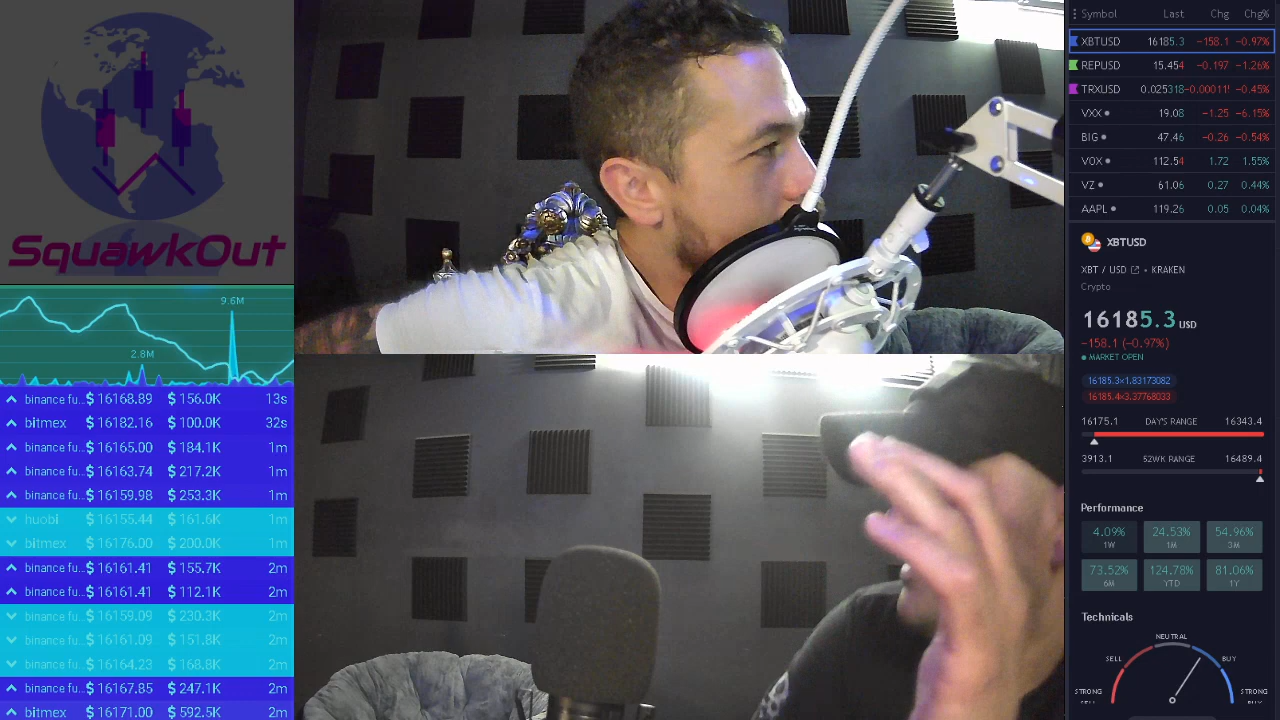 SquawkOut
9.6M
2.8M
binance fu.. $ 16168.89 $ 156.0K 13s
bitmex $ 16182.16 $ 100.0K 32s
binance fu.. $ 16165.00 $ 184.1K 1m
binance fu.. $ 16163.74 $ 217.2K 1m
binance fu.. $ 16159.98 $ 253.3K 1m
huobi $ 16155.44 $ 161.6K 1m
bitmex $ 16176.00 $ 200.0K 1m
binance fu.. $ 16161.41 $ 155.7K 2m
binance fu.. $ 16161.41 $ 112.1K 2m
binance fu.. $ 16159.09 $ 230.3K 2m
binance fu.. $ 16161.09 $ 151.8K 2m
binance fu.. $ 16164.23 $ 168.8K 2m
binance fu.. $ 16167.85 $ 247.1K 2m
bitmex $ 16171.00 $ 592.5K 2m
Symbol Last Chg Chg%
XBTUSD 16185.3 −158.1 −0.97%
REPUSD 15.454 −0.197 −1.26%
TRXUSD 0.025318 −0.00011! −0.45%
VXX 19.08 −1.25 −6.15%
BIG 47.46 −0.26 −0.54%
VOX 112.54 1.72 1.55%
VZ 61.06 0.27 0.44%
AAPL 119.26 0.05 0.04%
XBTUSD
XBT / USD • KRAKEN
Crypto
16185.3 USD
−158.1 (−0.97%)
MARKET OPEN
16185.3×1.83173082
16185.4×3.37768033
16175.1 DAY'S RANGE 16343.4
3913.1 52WK RANGE 16489.4
Performance
4.09% 24.53% 54.96%
1W 1M 3M
73.52% 124.78% 81.06%
6M YTD 1Y
Technicals
NEUTRAL
SELL BUY
STRONG STRONG